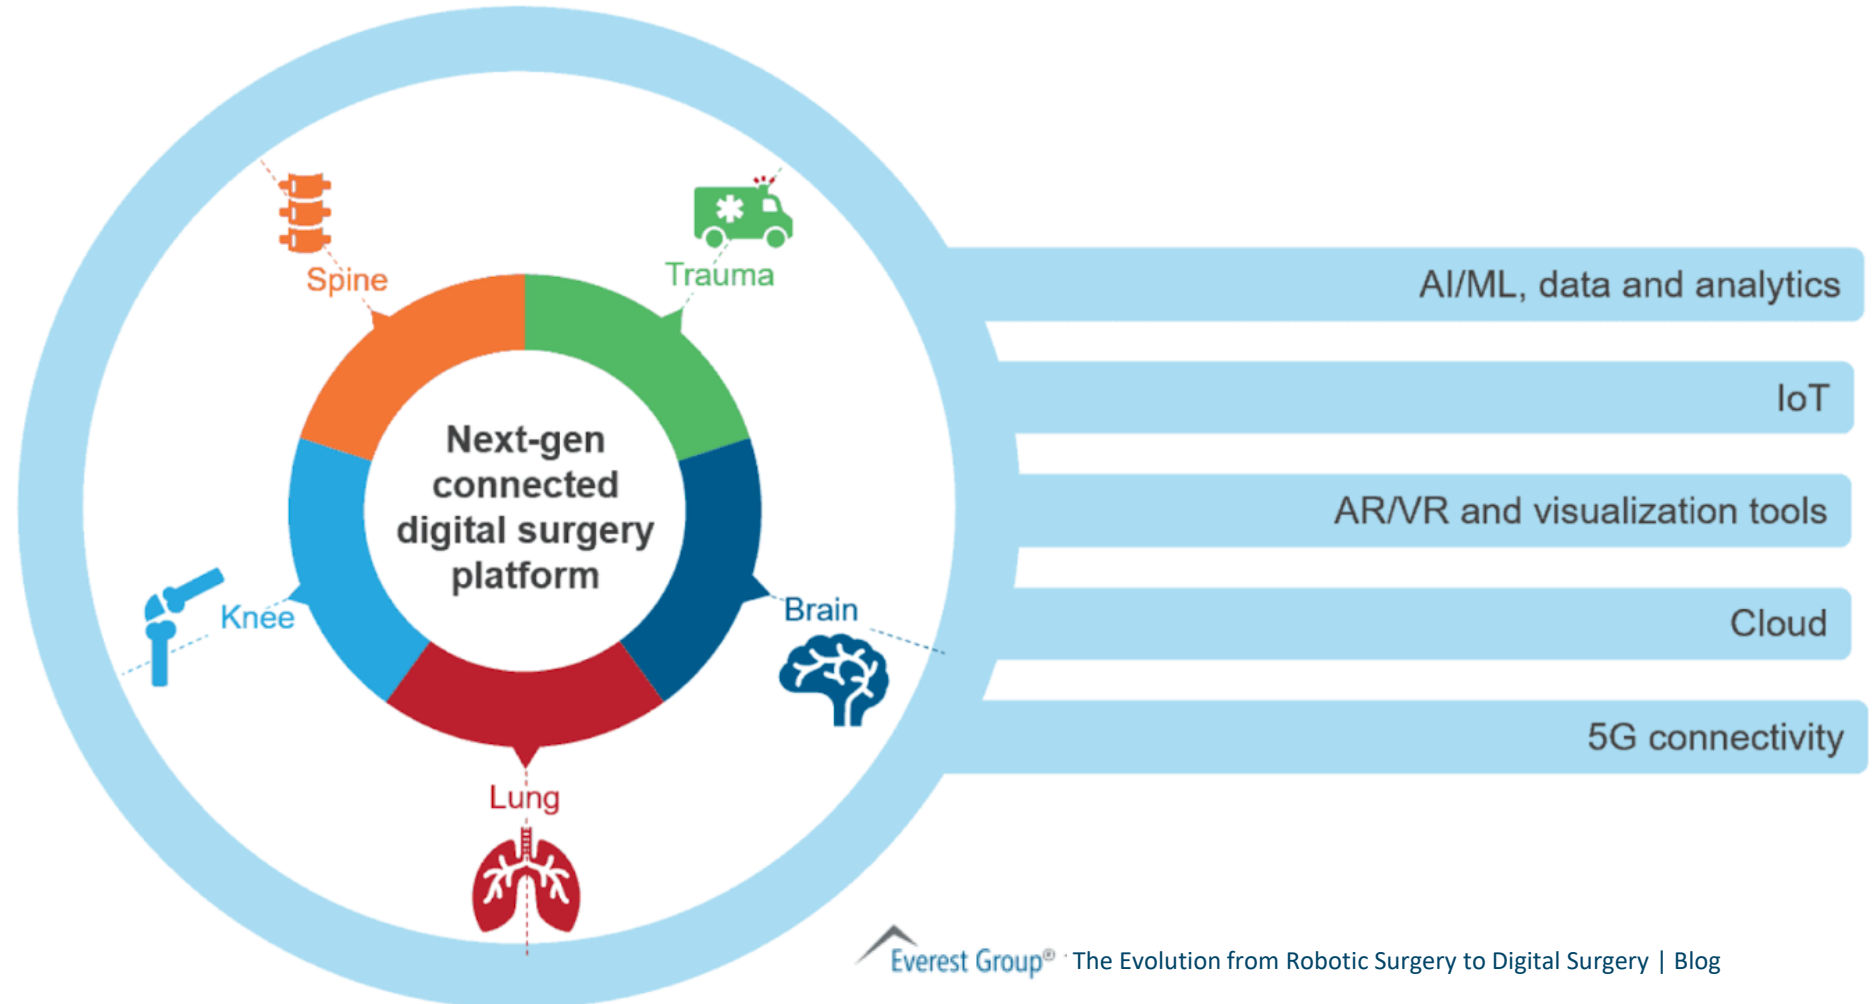 Spine
Trauma
Next-gen
connected
digital surgery
platform
Knee
Brain
Lung
AI/ML, data and analytics
IoT
AR/VR and visualization tools
Cloud
5G connectivity
Everest Group® The Evolution from Robotic Surgery to Digital Surgery | Blog